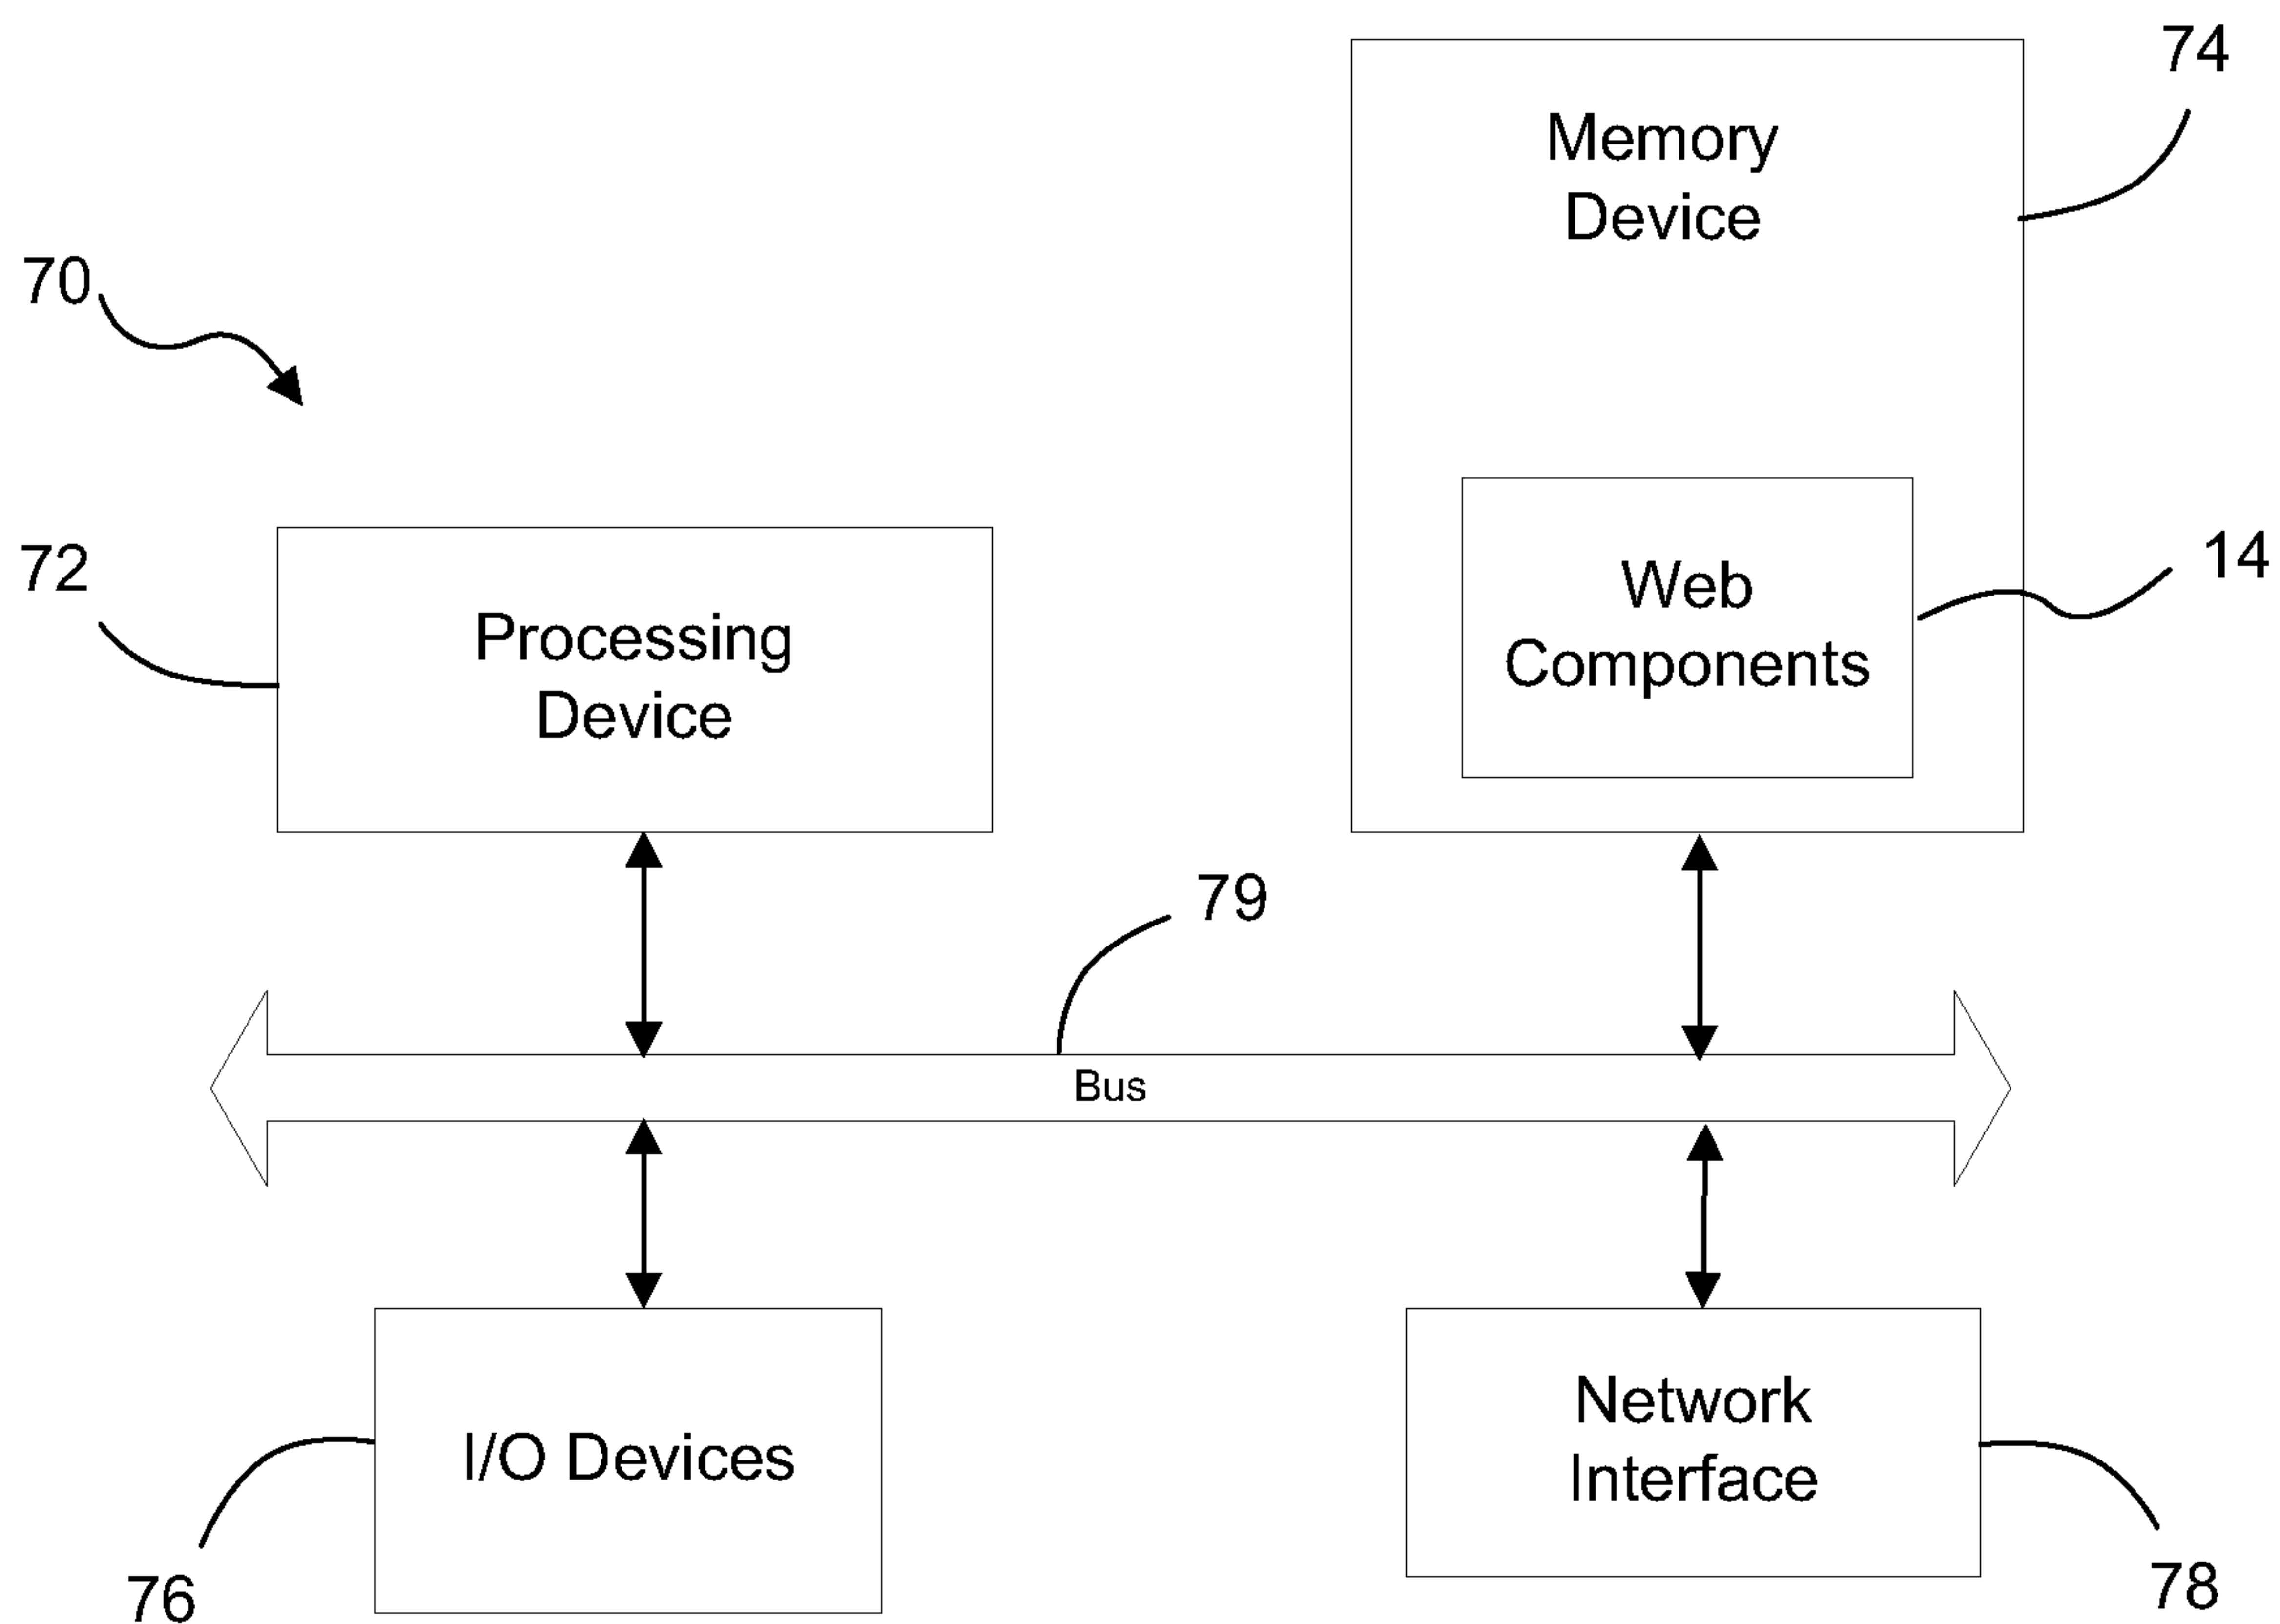 74
Memory
Device
70
72
Processing
Device
Web
Components
14
79
Bus
I/O Devices
76
Network
Interface
78